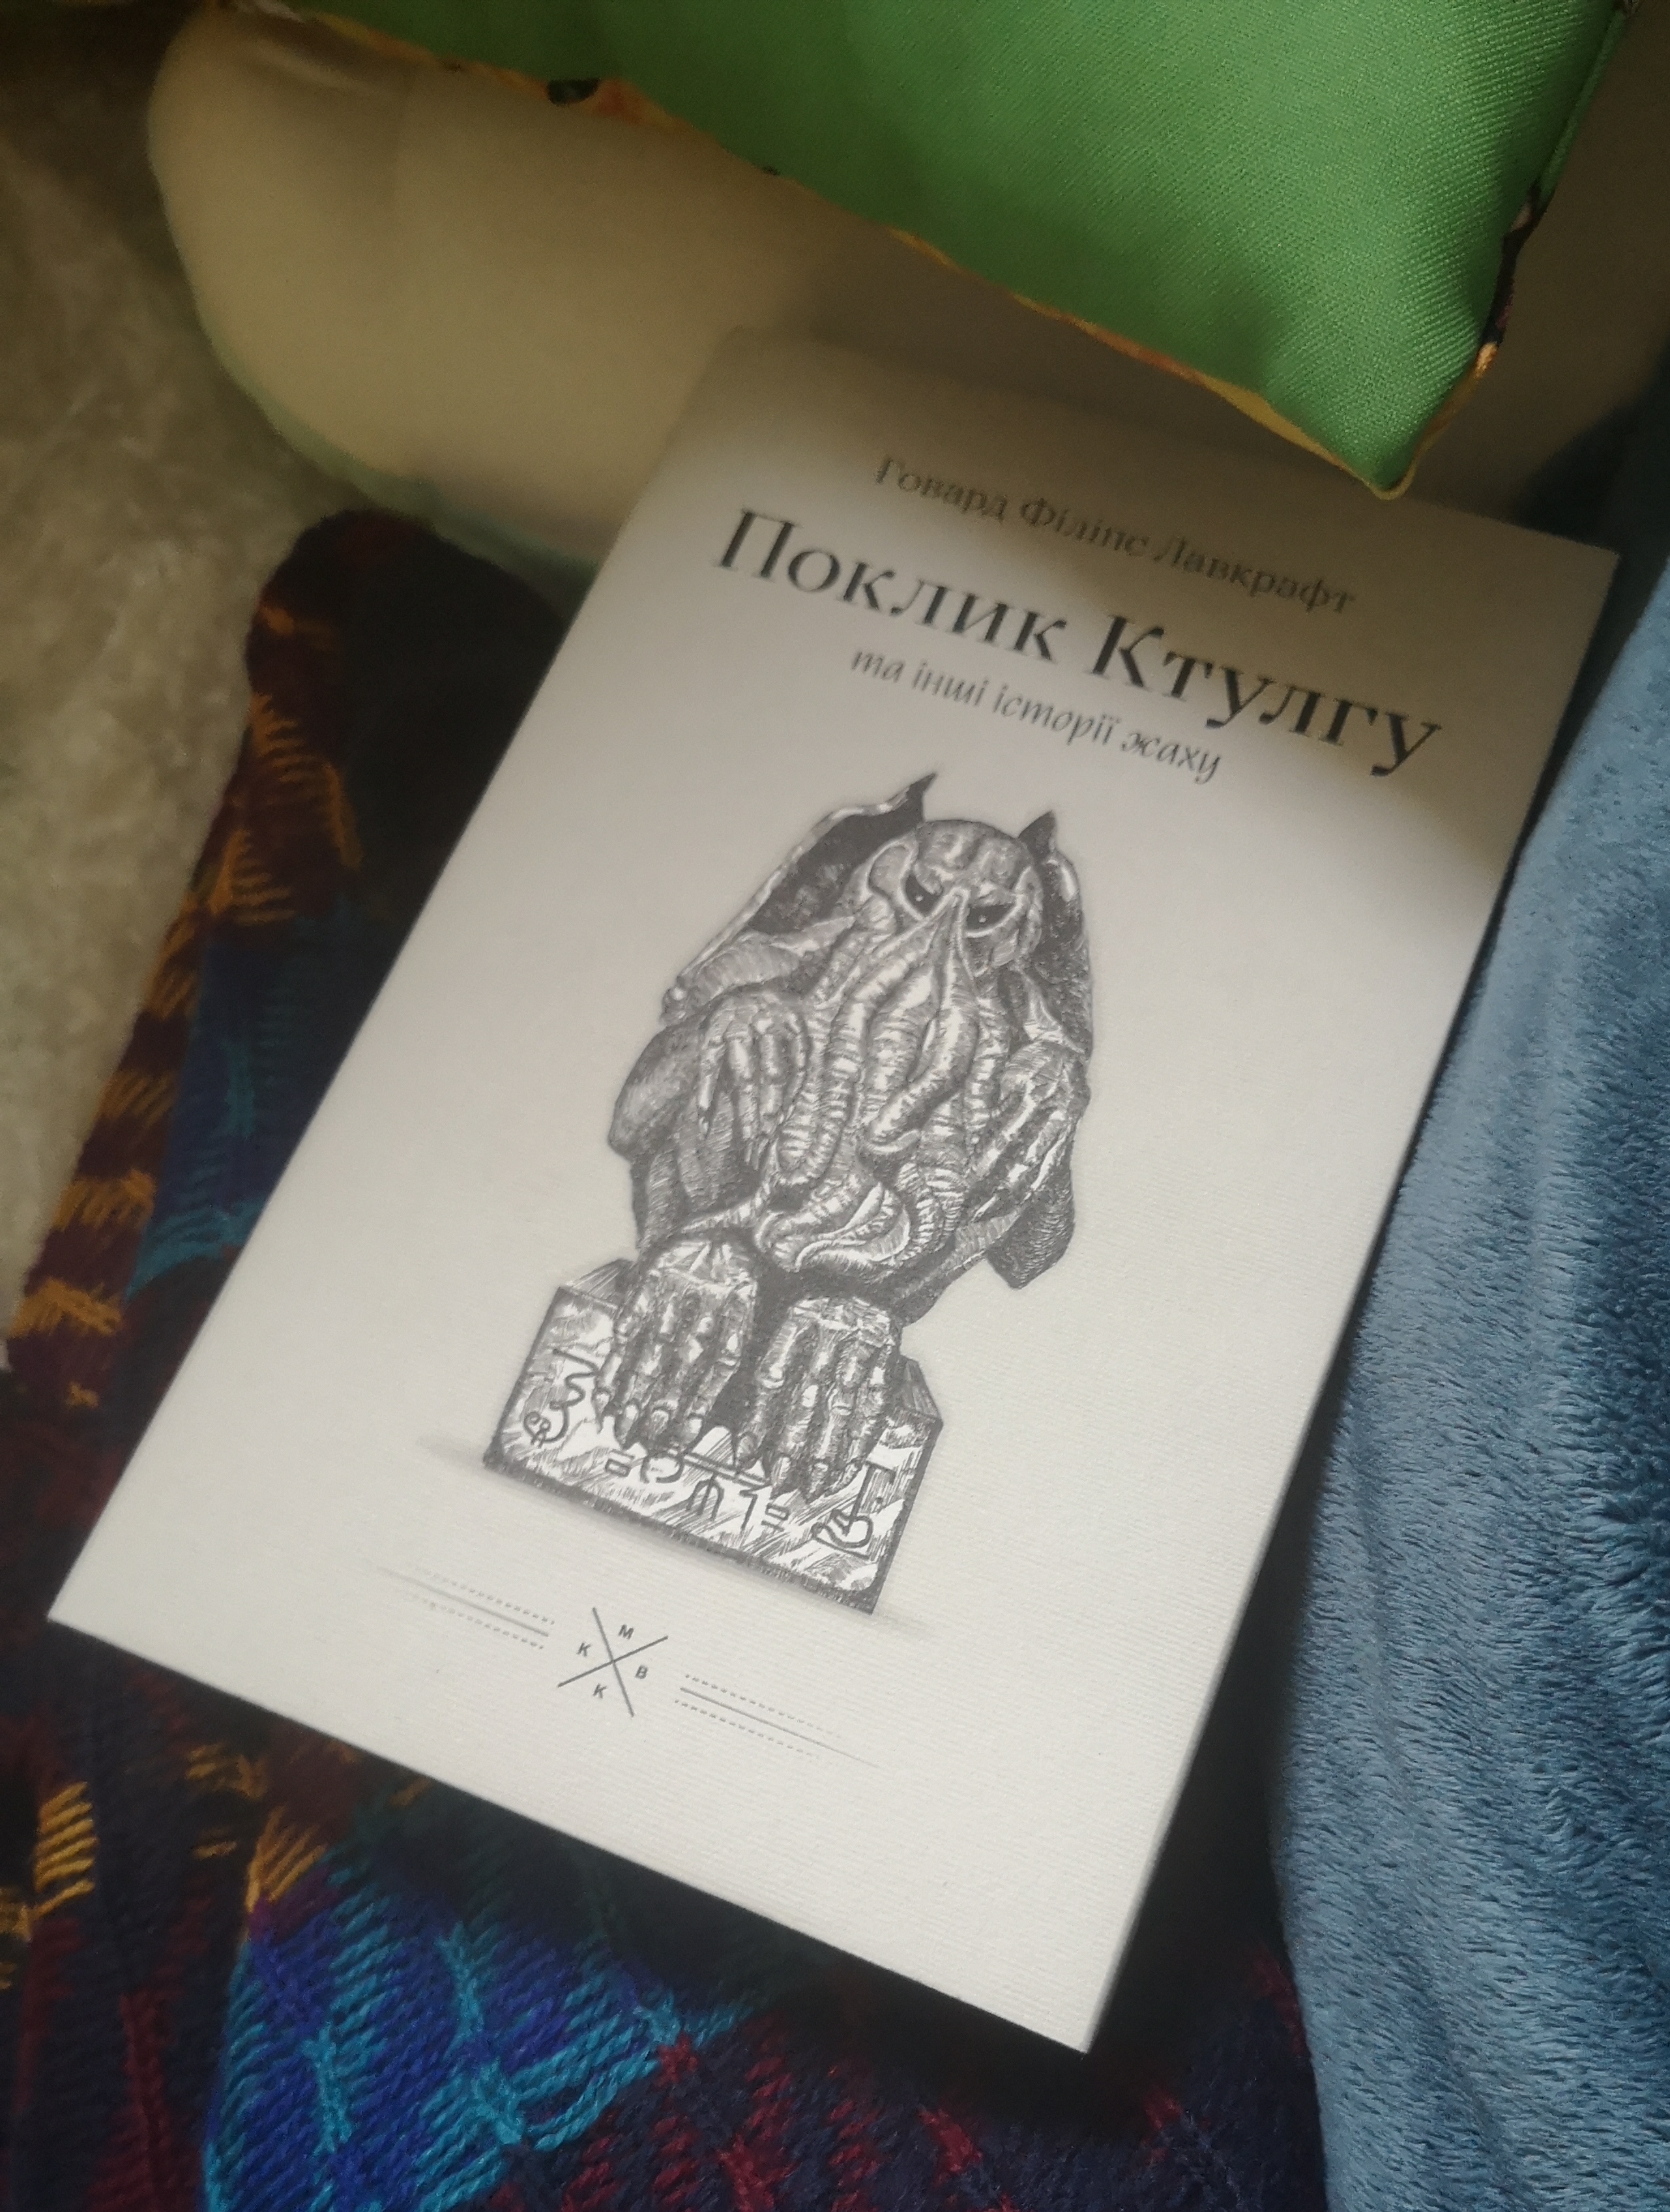 Говард Філіпс Лавкрафт
Поклик Ктулгу
та інші історії жаху
М
К В
К